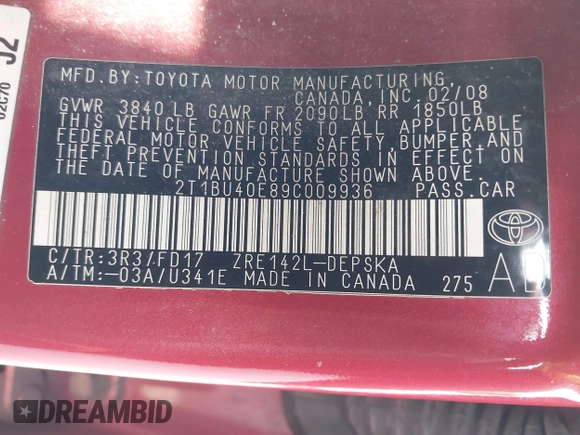 J2
02C70
MFD.BY:TOYOTA MOTOR MANUFACTURING,
CANADA,INC. 02/08
GVWR 3840 LB GAWR FR 2090LB RR 1850LB
THIS VEHICLE CONFORMS TO ALL APPLICABLE
FEDERAL MOTOR VEHICLE SAFETY,BUMPER,AND
THEFT PREVENTION STANDARDS IN EFFECT ON
THE DATE OF MANUFACTURE SHOWN ABOVE.
2T1BU40E89C009936 PASS.CAR
C/TR:3R3/FD17 ZRE142L-DEPSKA
A/TM:-03A/U341E MADE IN CANADA 275
AD
DREAMBID